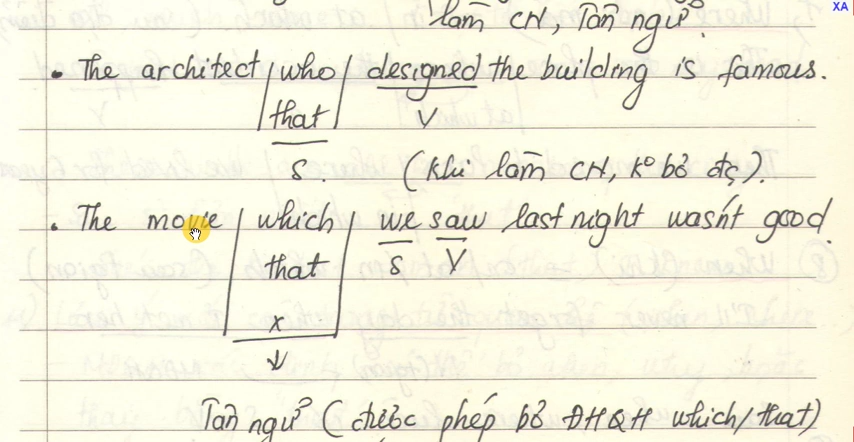 XA
làm CN, Tân ngữ.
• The architect | who | designed the building is famous.
that V
S. (Khi làm CN, K° bỏ đc).
• The movie | which | we saw last night wasn't good.
that S V
x
↓
Tân ngữ (được phép bỏ ĐHQH which/that)